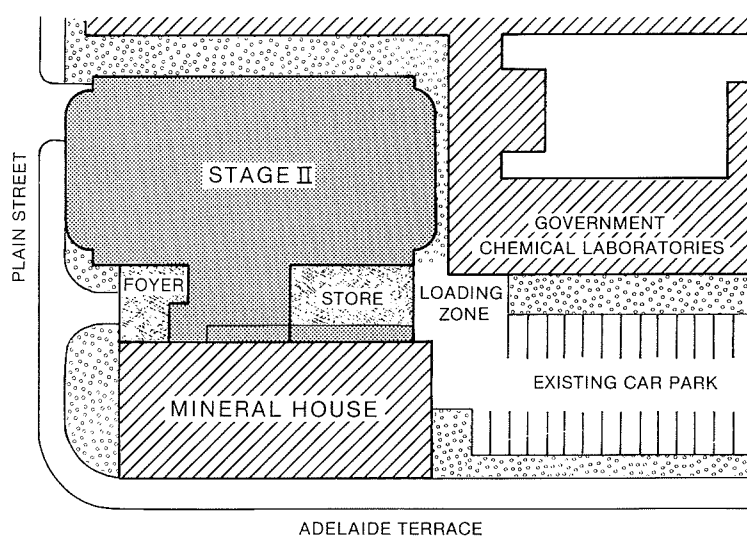 STAGE II
PLAIN STREET
GOVERNMENT
CHEMICAL LABORATORIES
FOYER
STORE
LOADING
ZONE
EXISTING CAR PARK
MINERAL HOUSE
ADELAIDE TERRACE